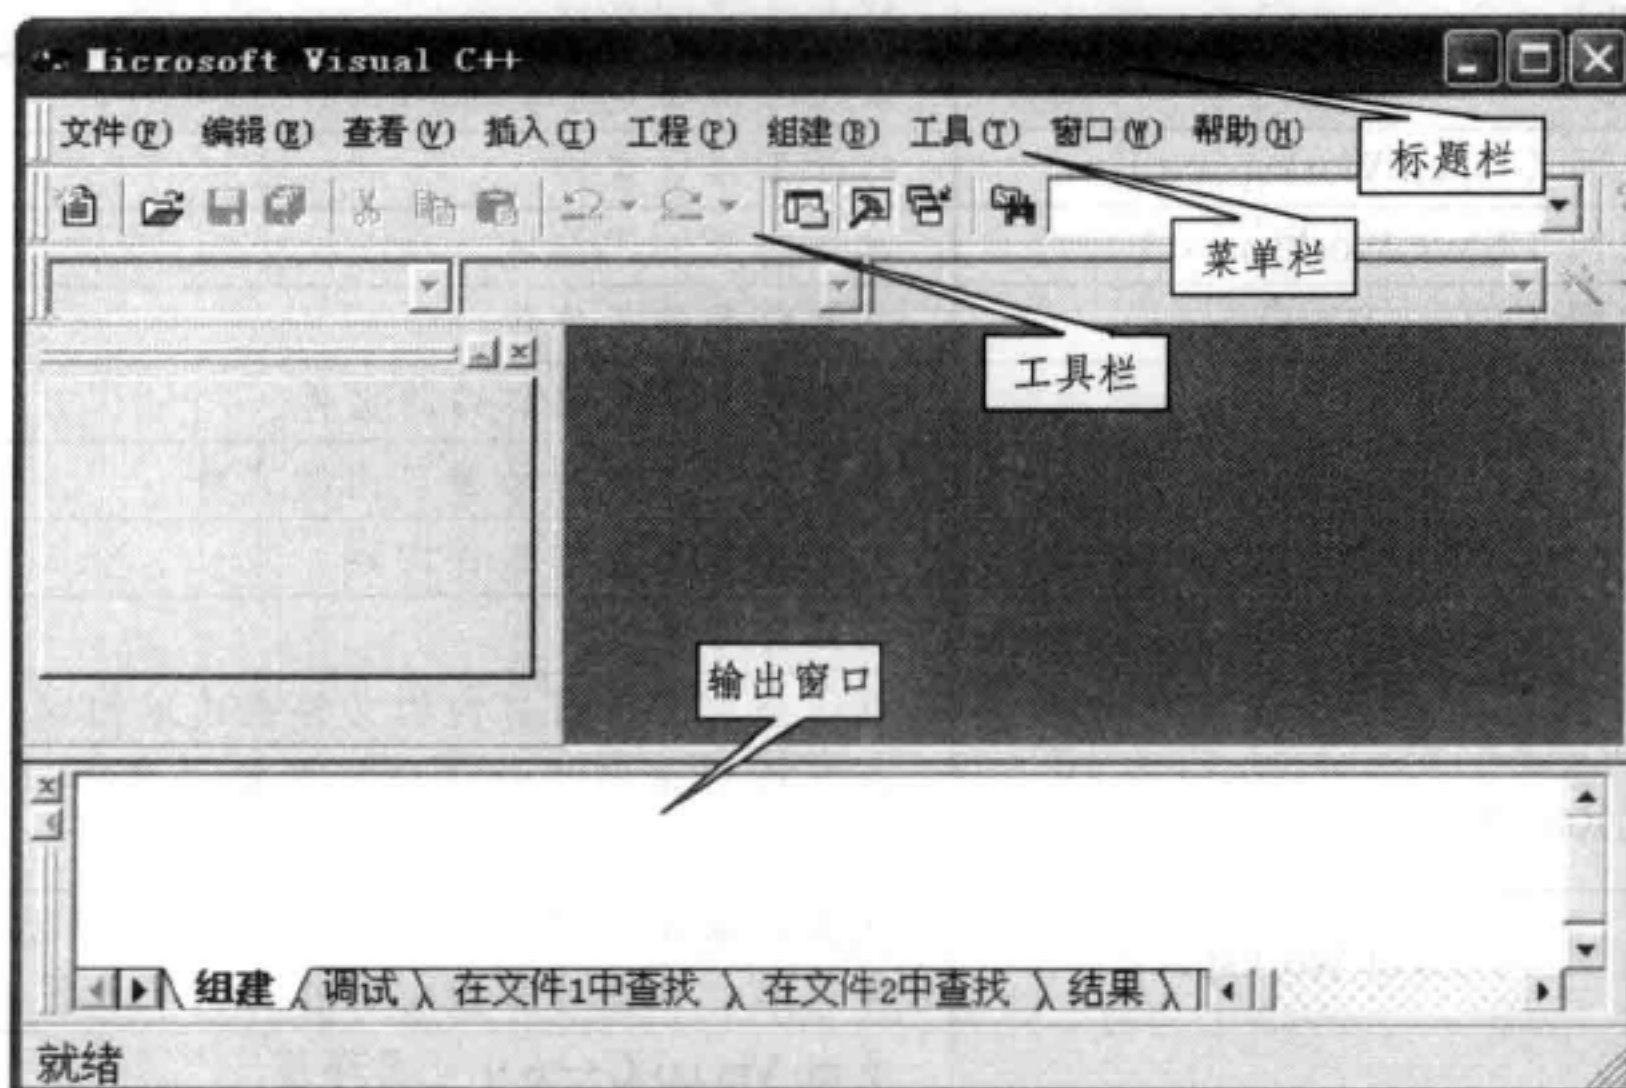 Microsoft Visual C++
文件(F) 编辑(E) 查看(V) 插入(I) 工程(P) 组建(B) 工具(T) 窗口(W) 帮助(H)
标题栏
菜单栏
工具栏
输出窗口
组建 调试 在文件1中查找 在文件2中查找 结果
就绪